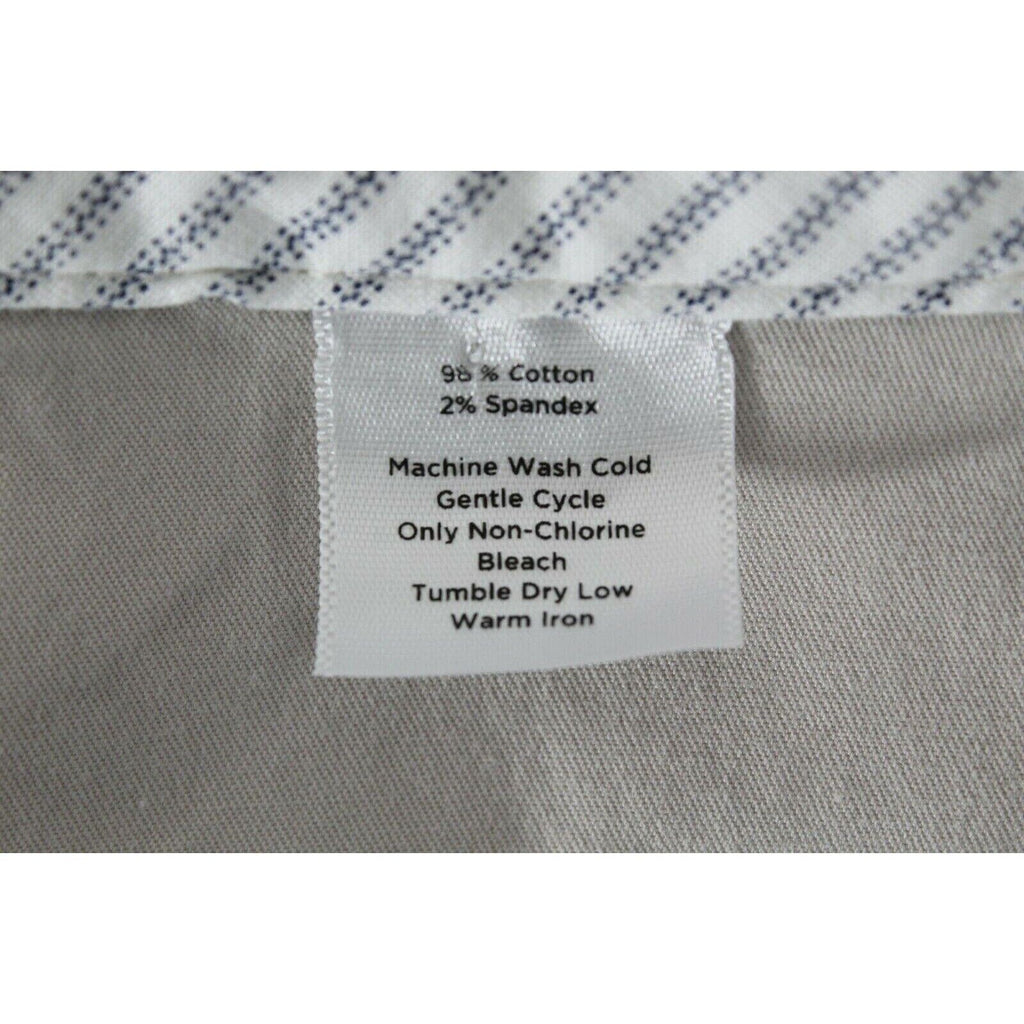 98 % Cotton
2% Spandex
Machine Wash Cold
Gentle Cycle
Only Non-Chlorine
Bleach
Tumble Dry Low
Warm Iron